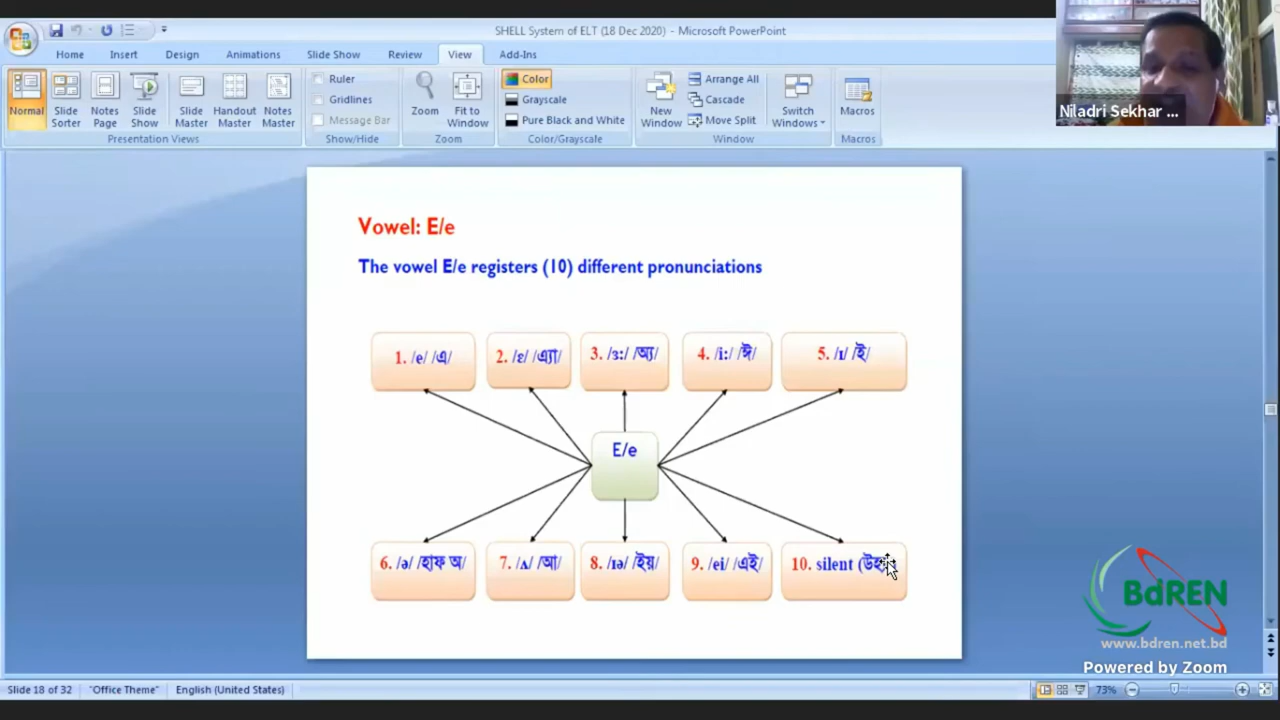 SHELL System of ELT (18 Dec 2020) - Microsoft PowerPoint
Home Insert Design Slide Show Animations Review View Add-Ins
Normal Slide Sorter Notes Page Slide Show Slide Master Handout Master Notes Master
Presentation Views
Ruler
Gridlines
Message Bar
Show/Hide
Zoom Fit to Window
Zoom
Color
Grayscale
Pure Black and White
Color/Grayscale
New Window
Arrange All
Cascade
Move Split
Switch Windows
Window
Macros
Macros
Niladri Sekhar ...
Vowel: E/e
The vowel E/e registers (10) different pronunciations
1. /e/ /এ/ 2. /ɛ/ /এ্যা/ 3. /ɜ:/ /অ্য/ 4. /i:/ /ঈ/ 5. /ɪ/ /ই/
E/e
6. /ə/ /হাফ অ/ 7. /ʌ/ /আ/ 8. /ɪə/ /ইয়/ 9. /ei/ /এই/ 10. silent
BdREN
www.bdren.net.bd
Powered by Zoom
Slide 18 of 32 "Office Theme" English (United States) 73%